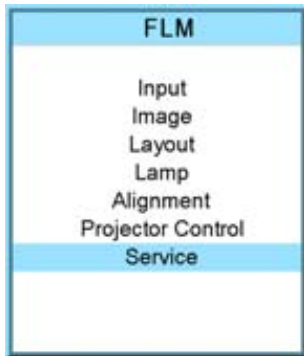 FLM
Input
Image
Layout
Lamp
Alignment
Projector Control
Service